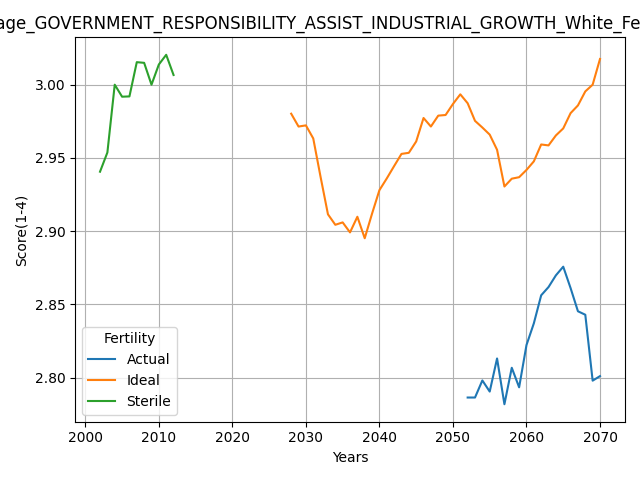 age_GOVERNMENT_RESPONSIBILITY_ASSIST_INDUSTRIAL_GROWTH_White_Fe
Score(1-4)
3.00
2.95
2.90
2.85
2.80
Fertility
Actual
Ideal
Sterile
2000 2010 2020 2030 2040 2050 2060 2070
Years